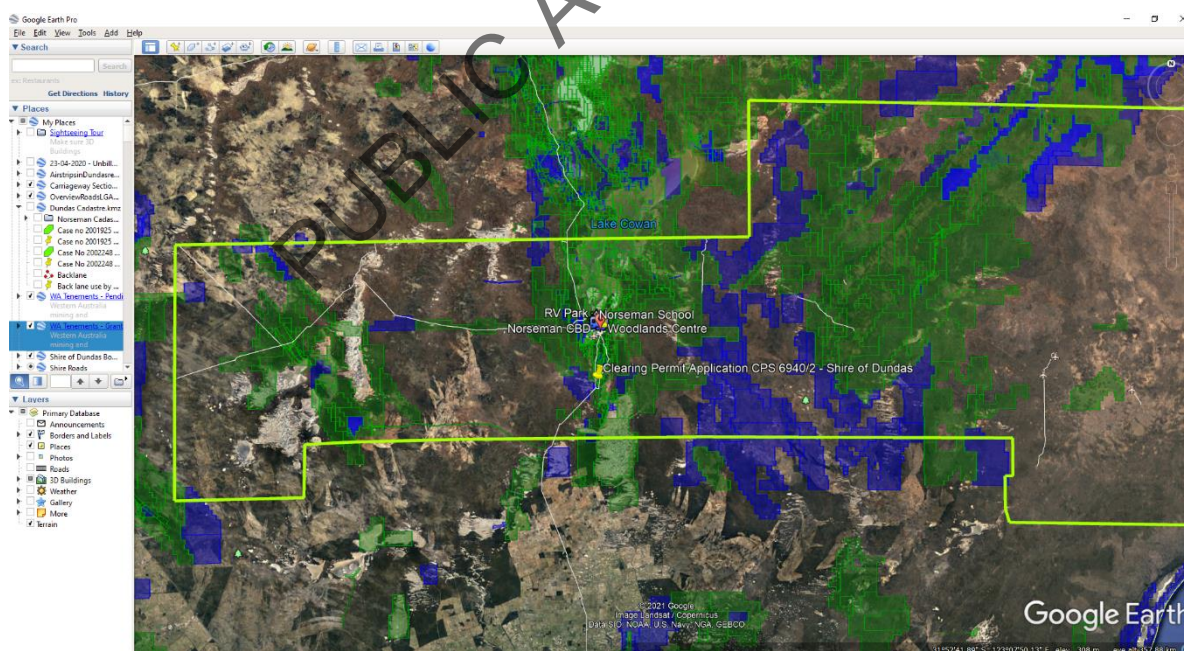 Google Earth Pro
File Edit View Tools Add Help
Search
Search
ex: Restaurants
Get Directions History
Places
My Places
Sightseeing Tour
Make sure 3D
Buildings
23-04-2020 - Unbill...
AirstripsinDundasre...
Carriageway Sectio...
OverviewRoadsLGA...
Dundas Cadastre.kmz
Norseman Cadas...
Case no 2001925 ...
Case no 2001925 ...
Case No 2002248 ...
Case No 2002248 ...
Backlane
Back lane use by ...
WA Tenements - Pendi
Western Australia
mining and
WA Tenements - Grant
Western Australia
mining and
Shire of Dundas Bo...
Shire Roads
Layers
Primary Database
Announcements
Borders and Labels
Places
Photos
Roads
3D Buildings
Weather
Gallery
More
Terrain
PUBLIC A
N
Lake Cowan
RV Park Norseman School
Norseman CBD Woodlands Centre
Clearing Permit Application CPS 6940/2 - Shire of Dundas
©2021 Google
Image Landsat / Copernicus
Data SIO, NOAA, U.S. Navy, NGA, GEBCO
Google Earth